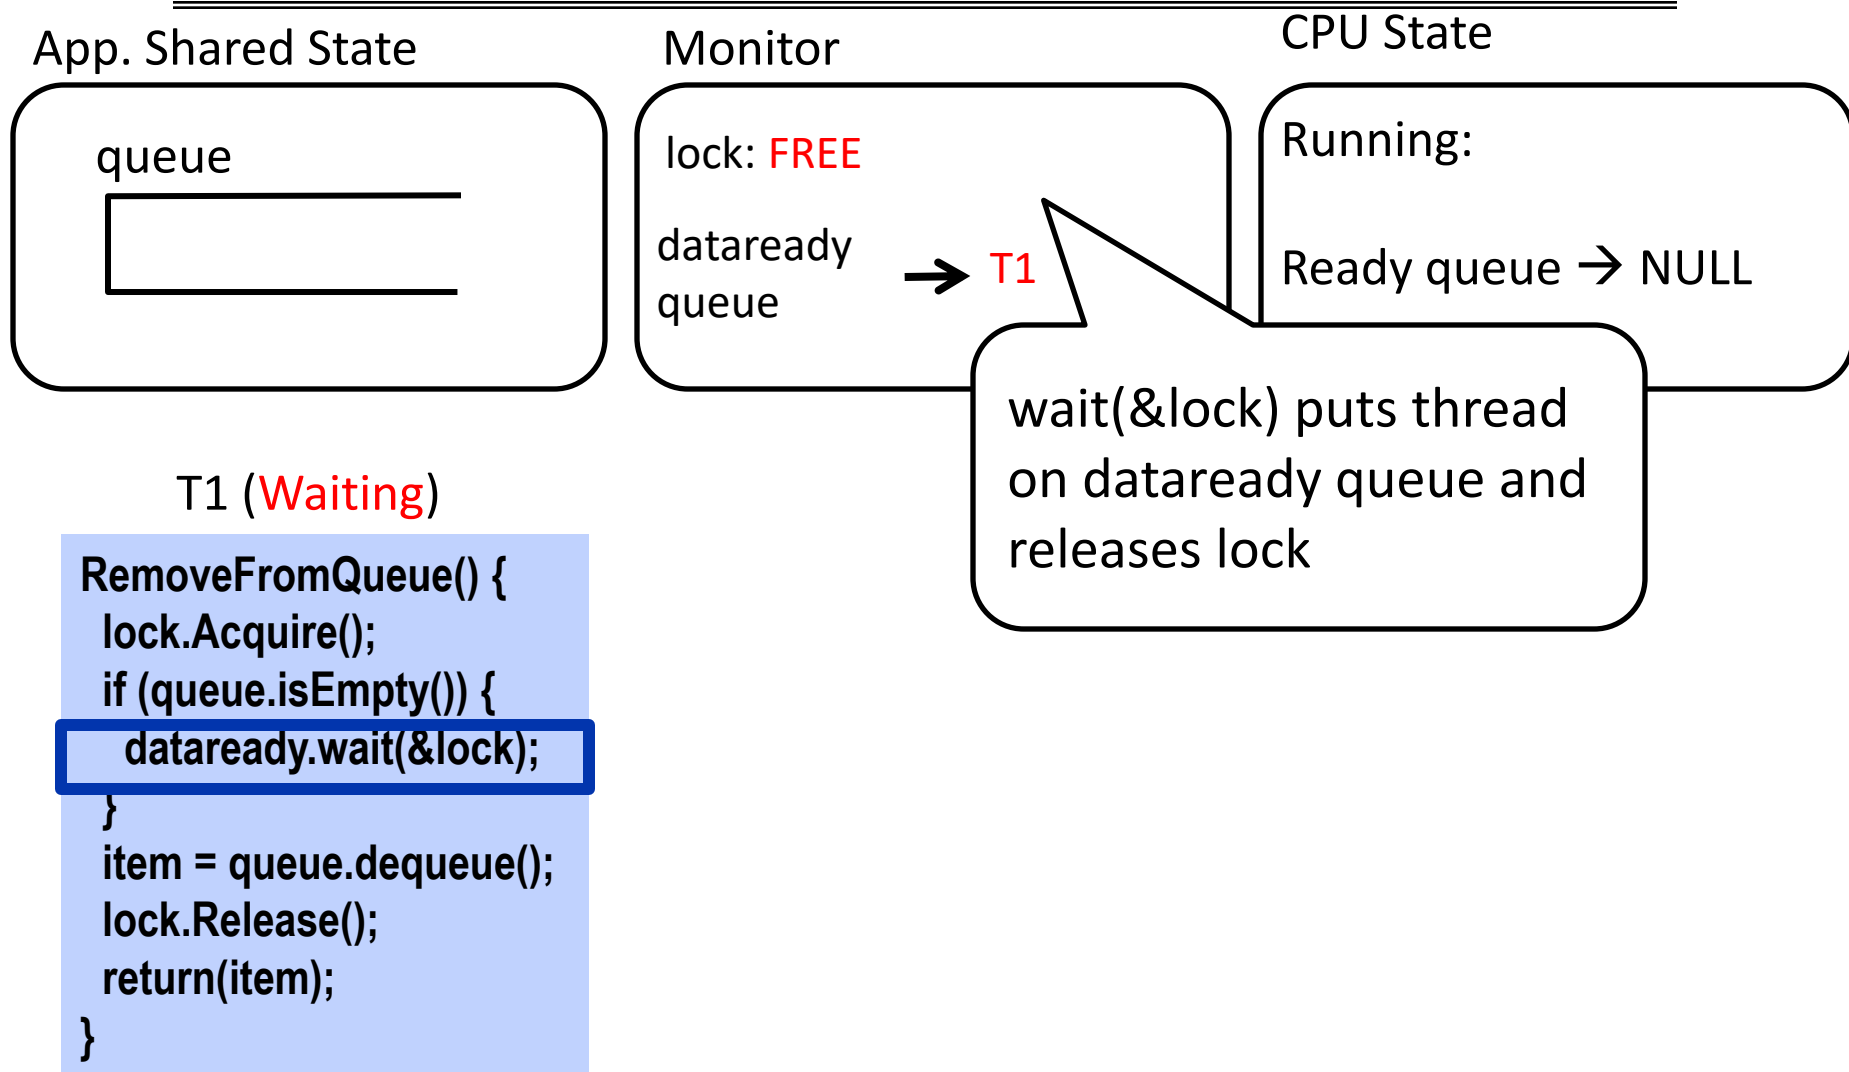 App. Shared State
Monitor
CPU State
queue
lock: FREE
dataready
queue
→ T1
Running:
Ready queue → NULL
wait(&lock) puts thread
on dataready queue and
releases lock
T1 (Waiting)
RemoveFromQueue() {
lock.Acquire();
if (queue.isEmpty()) {
dataready.wait(&lock);
}
item = queue.dequeue();
lock.Release();
return(item);
}